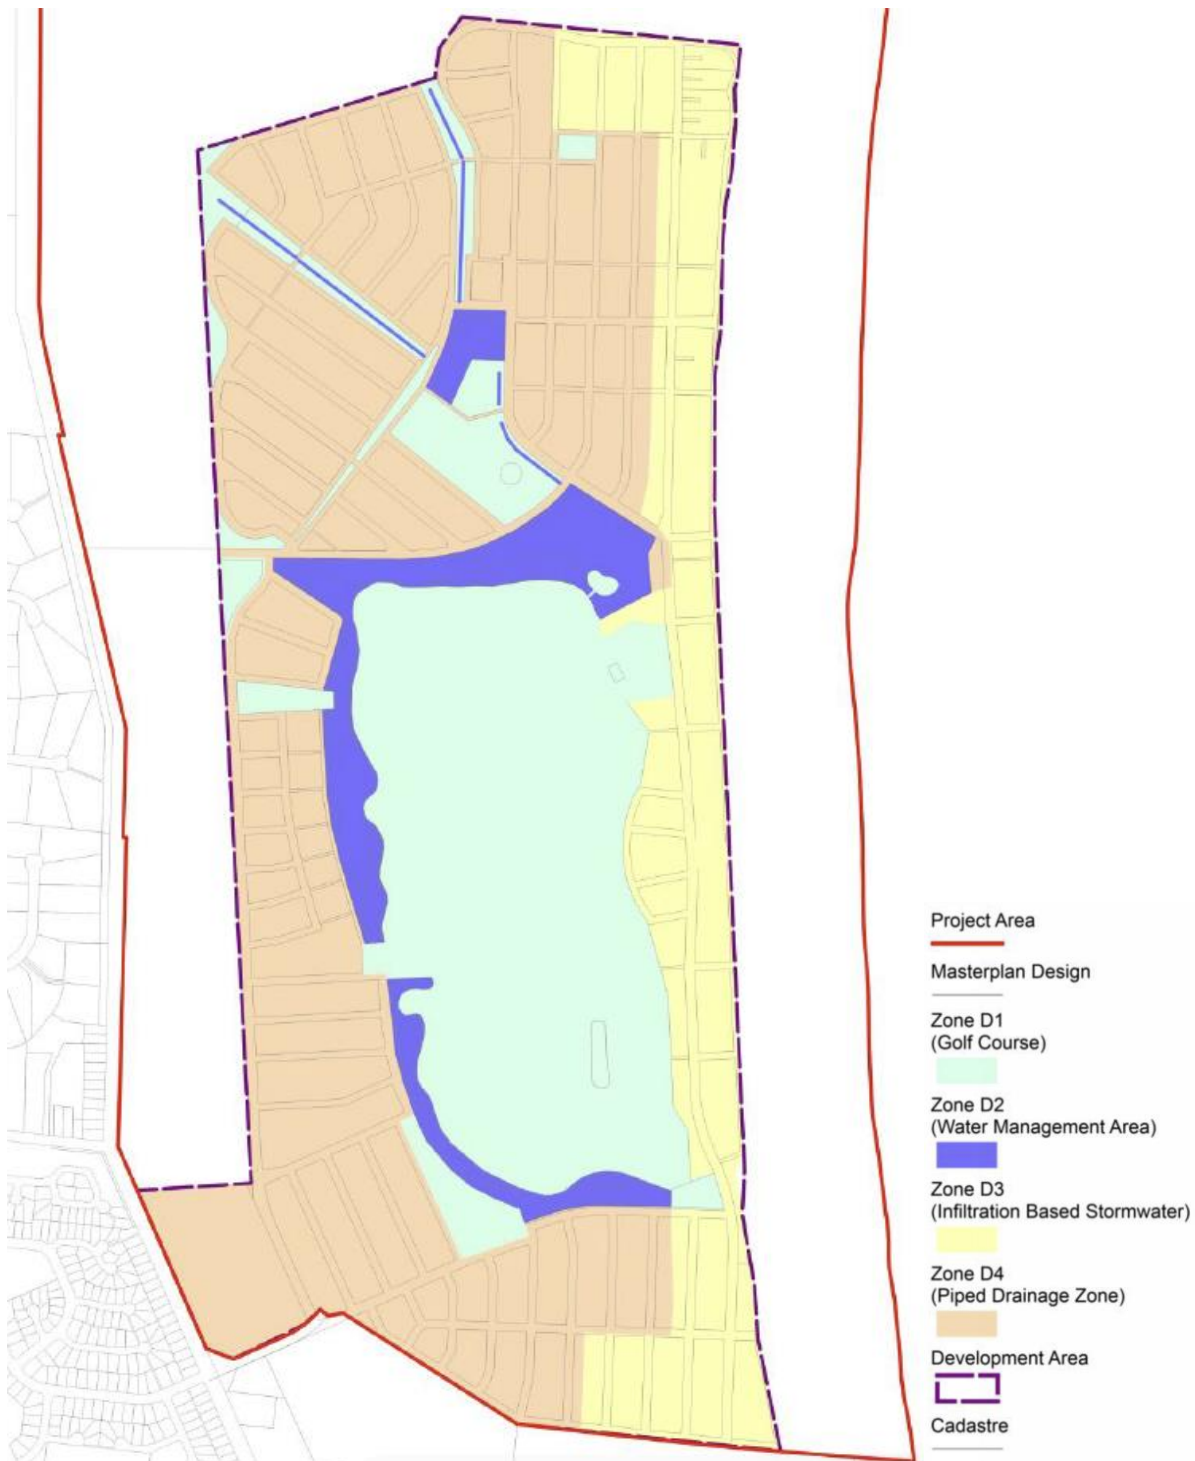 Project Area
Masterplan Design
Zone D1
(Golf Course)
Zone D2
(Water Management Area)
Zone D3
(Infiltration Based Stormwater)
Zone D4
(Piped Drainage Zone)
Development Area
Cadastre